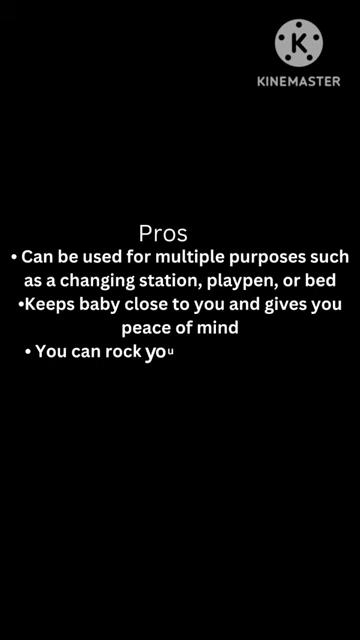 KINEMASTER
Pros
• Can be used for multiple purposes such
as a changing station, playpen, or bed
•Keeps baby close to you and gives you
peace of mind
• You can rock you